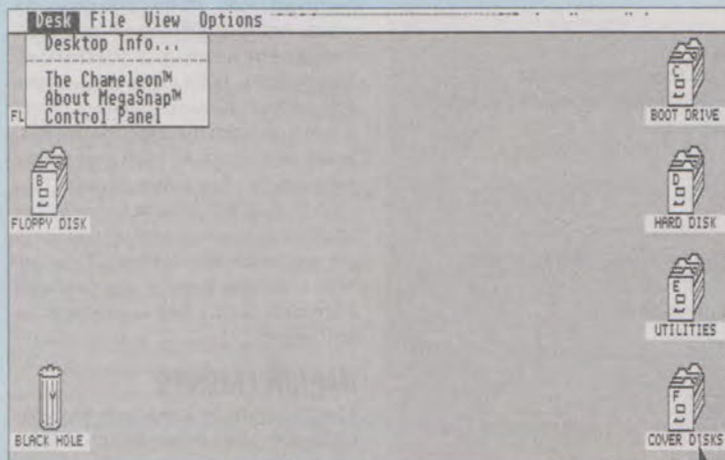 Desk File View Options
Desktop Info...
The Chameleon™
About MegaSnap™
Control Panel
FL
C
BOOT DRIVE
B
FLOPPY DISK
D
HARD DISK
E
UTILITIES
BLACK HOLE
F
COVER DISKS